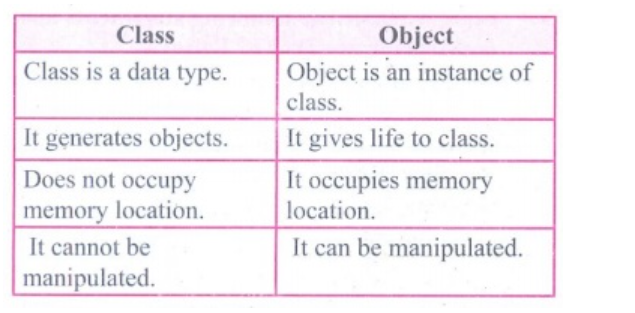 Class Object
Class is a data type. Object is an instance of
class.
It generates objects. It gives life to class.
Does not occupy It occupies memory
memory location. location.
It cannot be It can be manipulated.
manipulated.